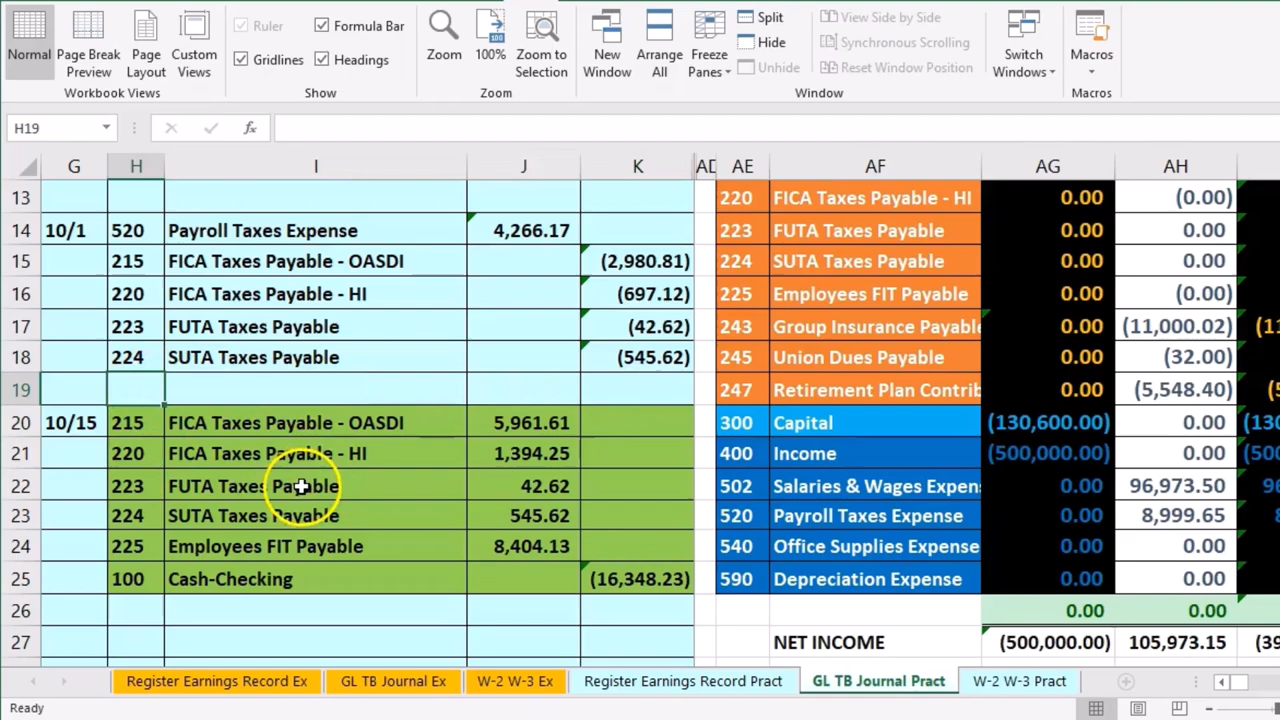 Ruler
Formula Bar
Gridlines
Headings
Normal
Page Break Preview
Page Layout
Custom Views
Workbook Views
Show
Zoom
100%
Zoom to Selection
Zoom
New Window
Arrange All
Freeze Panes
Split
Hide
Unhide
View Side by Side
Synchronous Scrolling
Reset Window Position
Window
Switch Windows
Macros
Macros
H19
fx
G H I J K AD AE AF AG AH
13 220 FICA Taxes Payable - HI 0.00 (0.00)
14 10/1 520 Payroll Taxes Expense 4,266.17 223 FUTA Taxes Payable 0.00 0.00
15 215 FICA Taxes Payable - OASDI (2,980.81) 224 SUTA Taxes Payable 0.00 0.00
16 220 FICA Taxes Payable - HI (697.12) 225 Employees FIT Payable 0.00 (0.00)
17 223 FUTA Taxes Payable (42.62) 243 Group Insurance Payable 0.00 (11,000.02) (1
18 224 SUTA Taxes Payable (545.62) 245 Union Dues Payable 0.00 (32.00)
19 247 Retirement Plan Contrib 0.00 (5,548.40) (
20 10/15 215 FICA Taxes Payable - OASDI 5,961.61 300 Capital (130,600.00) 0.00 (13
21 220 FICA Taxes Payable - HI 1,394.25 400 Income (500,000.00) 0.00 (50
22 223 FUTA Taxes Payable 42.62 502 Salaries & Wages Expen 0.00 96,973.50 9
23 224 SUTA Taxes Payable 545.62 520 Payroll Taxes Expense 0.00 8,999.65
24 225 Employees FIT Payable 8,404.13 540 Office Supplies Expense 0.00 0.00
25 100 Cash-Checking (16,348.23) 590 Depreciation Expense 0.00 0.00
26 0.00 0.00
27 NET INCOME (500,000.00) 105,973.15 (39
Register Earnings Record Ex
GL TB Journal Ex
W-2 W-3 Ex
Register Earnings Record Pract
GL TB Journal Pract
W-2 W-3 Pract
Ready